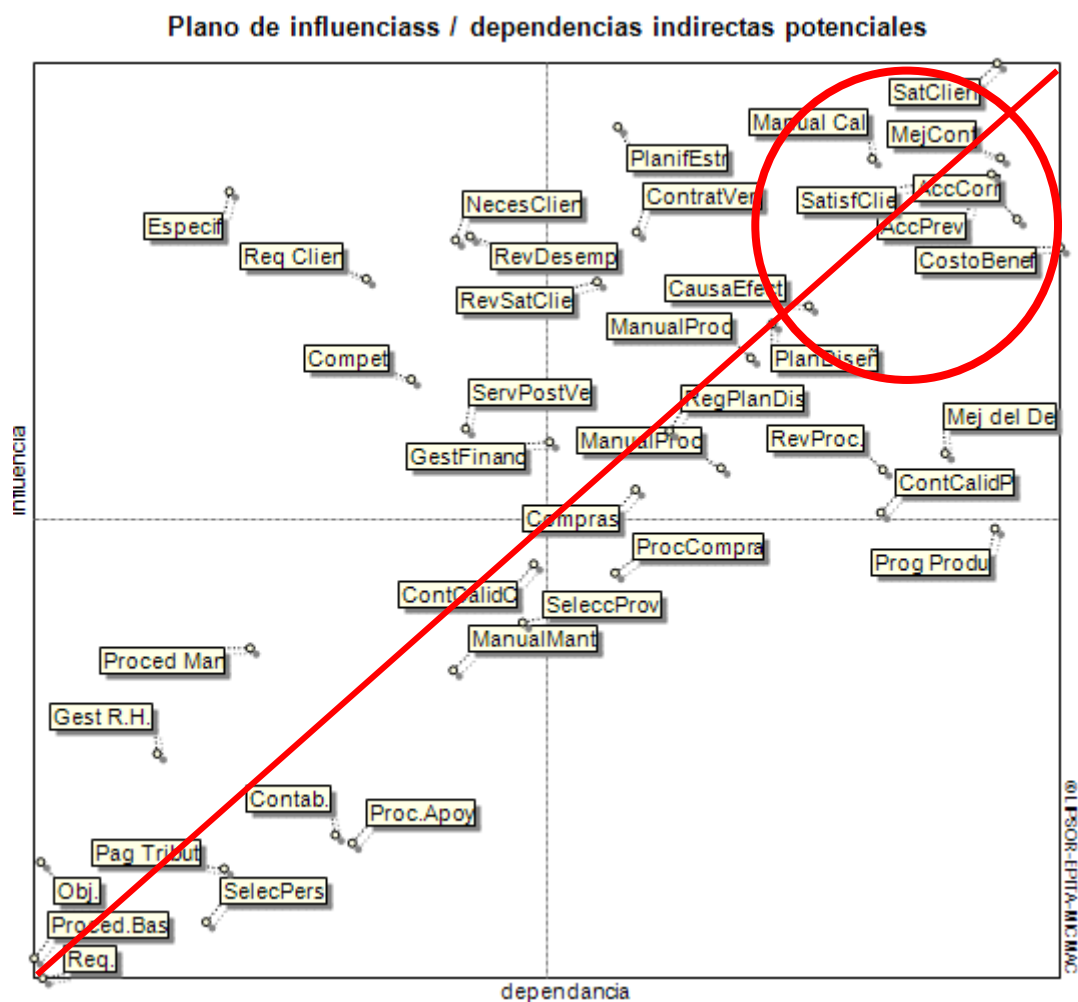 Plano de influenciass / dependencias indirectas potenciales
SatClien
Manual Cal
MejCont
PlanifEstr
AccCorr
ContratVer
SatisfClie
NecesClien
Especif
AccPrev
RevDesemp
Req Clien
CostoBenef
CausaEfect
RevSatClie
ManualProd
Compet
PlanDiseñ
ServPostVe
RegPlanDis
Mej del De
ManualProd
RevProc.
GestFinanc
ContCalidP
influencia
Compras
ProcCompra
Prog Produ
ContCalidC
SeleccProv
ManualMant
Proced Man
Gest R.H.
Contab.
Proc.Apoy
Pag Tribut
Obj.
SelecPers
Proced.Bas
Req.
dependancia
© LIPSOR-EPITA-MICMAC